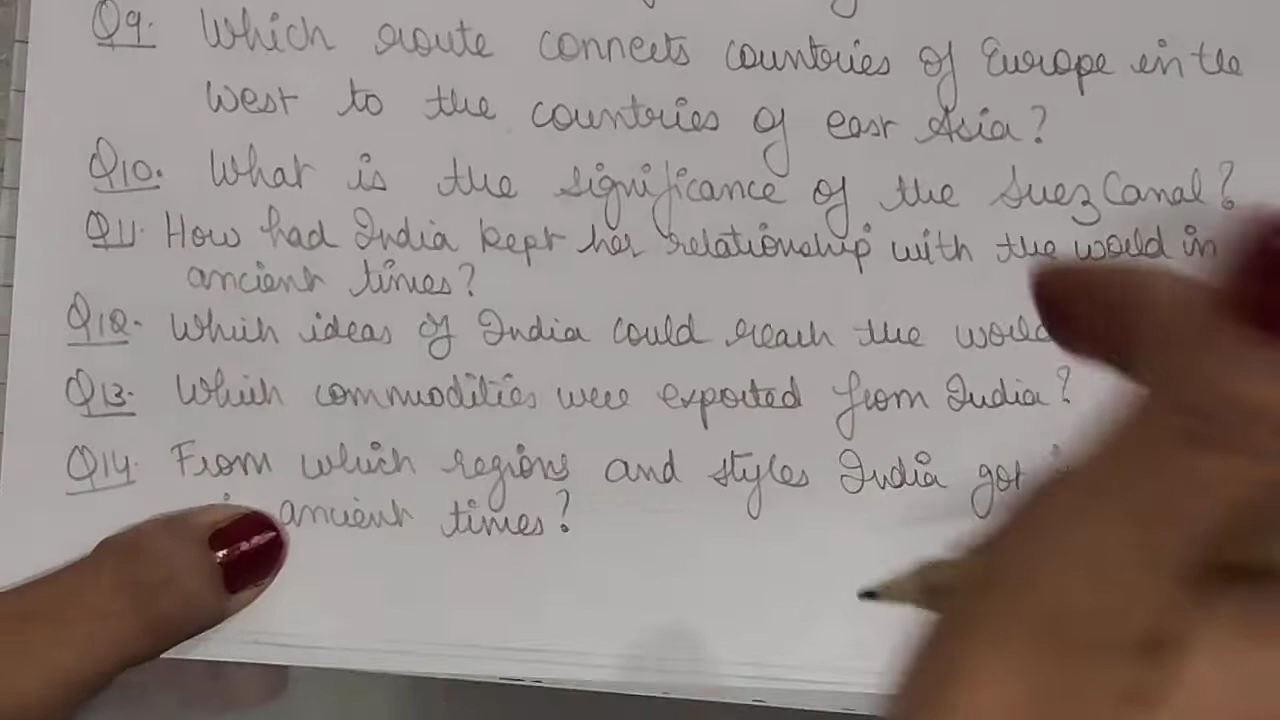 Q9. Which route connects countries of Europe in the
West to the countries of east Asia?
Q10. What is the significance of the Suez Canal?
Q11. How had India kept her relationship with the world in
ancient times?
Q12. Which ideas of India could reach the world
Q13. Which commodities were exported from India?
Q14. From which regions and styles India got
ancient times?